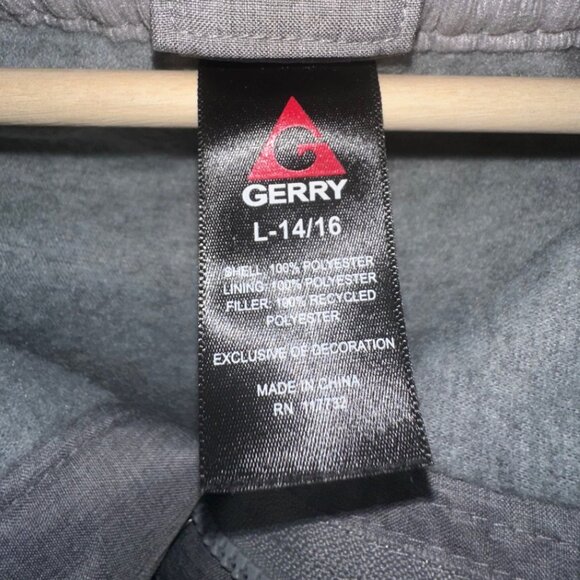 GERRY
L-14/16
SHELL: 100% POLYESTER
LINING: 100% POLYESTER
FILLER: 100% RECYCLED
POLYESTER
EXCLUSIVE OF DECORATION
MADE IN CHINA
RN 117732